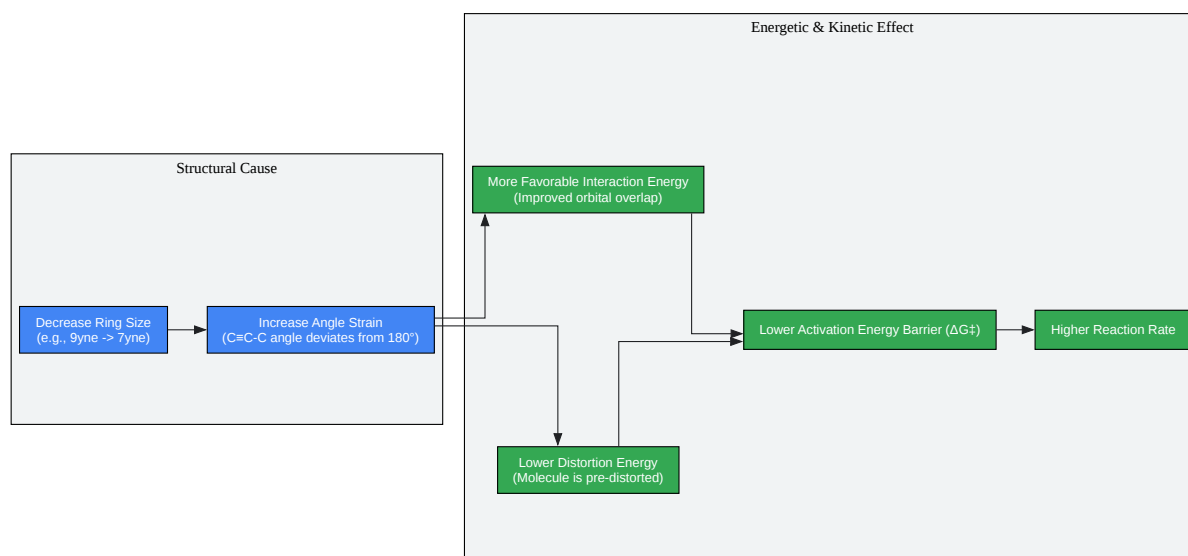 Structural Cause
Decrease Ring Size
(e.g., 9yne -> 7yne)
Increase Angle Strain
(C≡C-C angle deviates from 180°)
Energetic & Kinetic Effect
More Favorable Interaction Energy
(Improved orbital overlap)
Lower Distortion Energy
(Molecule is pre-distorted)
Lower Activation Energy Barrier (ΔG‡)
Higher Reaction Rate